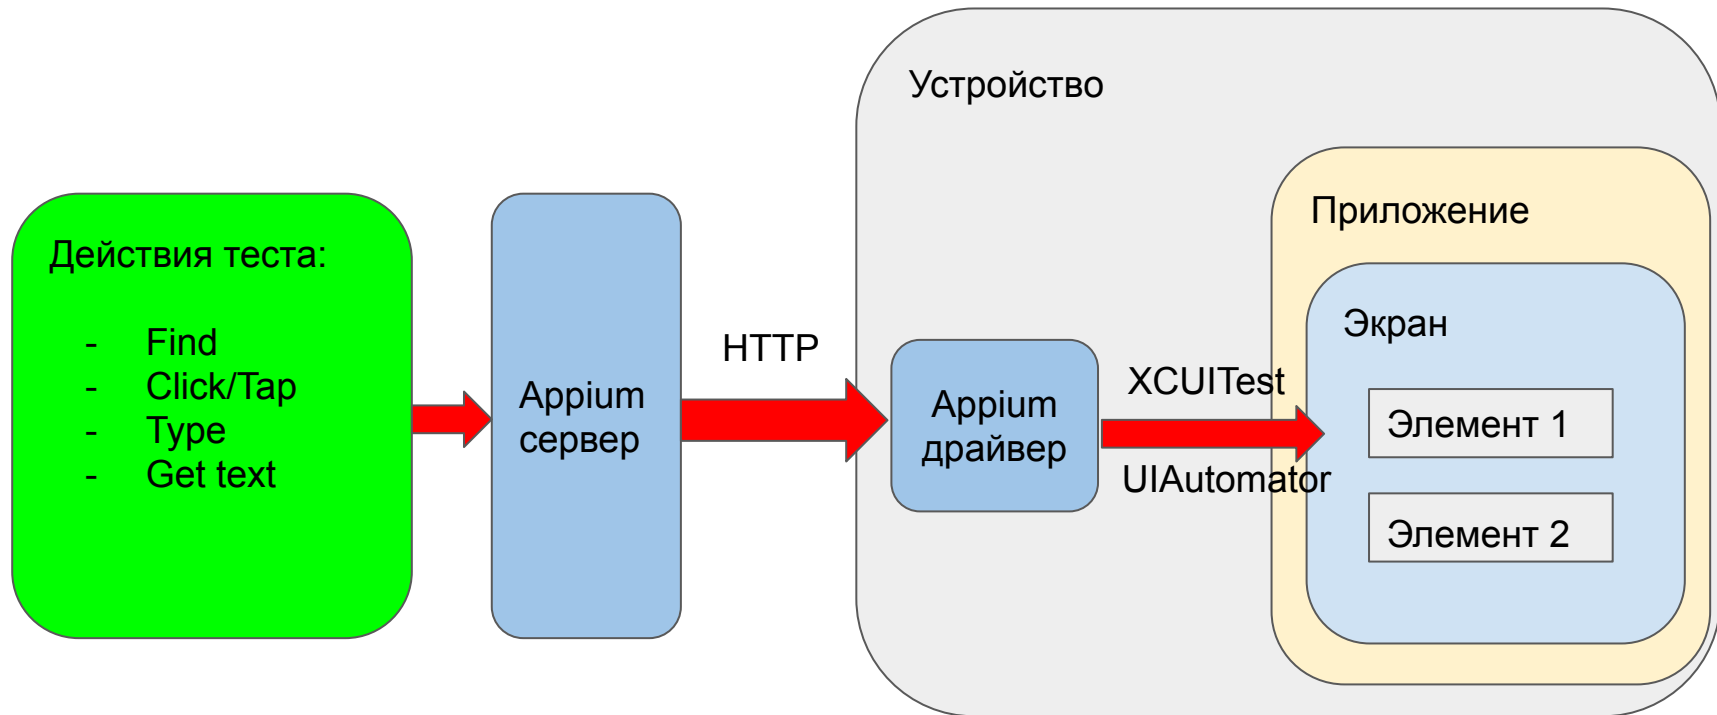 Действия теста:
- Find
- Click/Tap
- Type
- Get text
Appium
сервер
HTTP
Устройство
Appium
драйвер
XCUITest
UIAutomator
Приложение
Экран
Элемент 1
Элемент 2